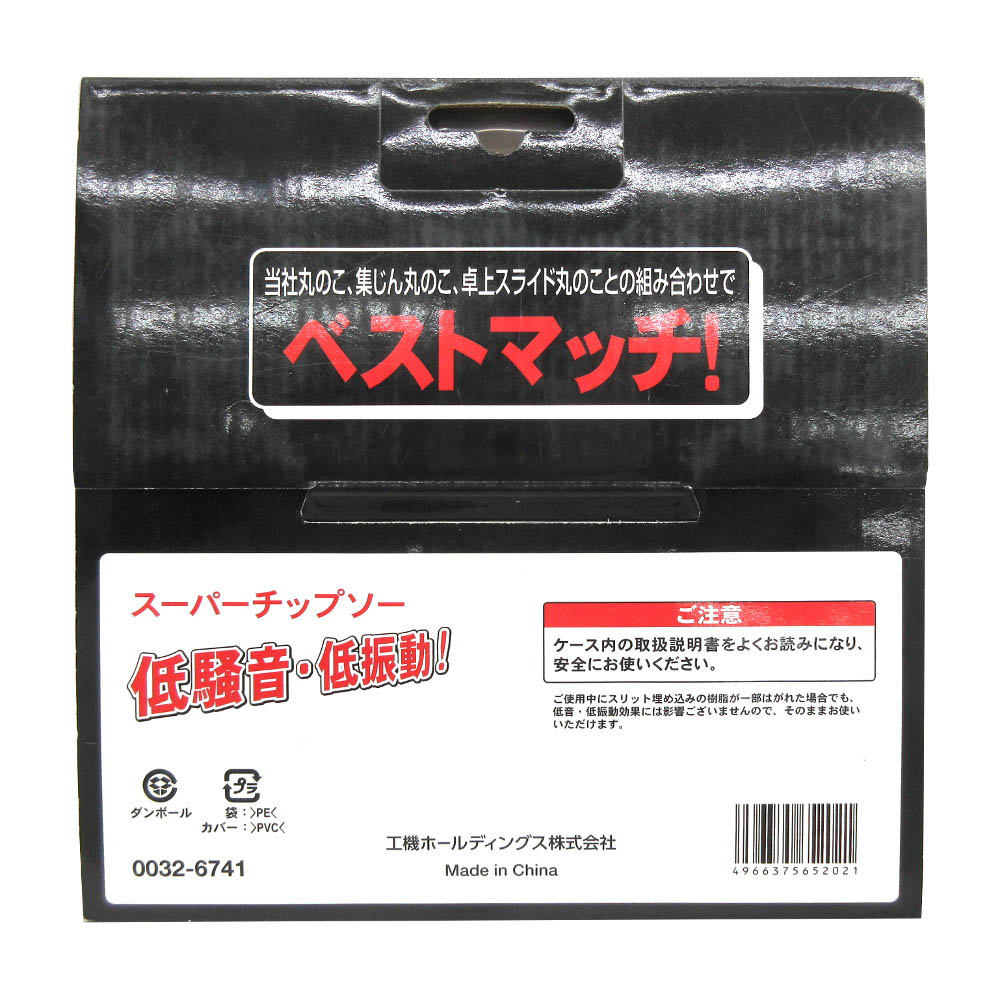 当社丸のこ、集じん丸のこ、卓上スライド丸のことの組み合わせで
ベストマッチ!
スーパーチップソー
低騒音・低振動!
ご注意
ケース内の取扱説明書をよくお読みになり、
安全にお使いください。
ご使用中にスリット埋め込みの樹脂が一部はがれた場合でも、
低音・低振動効果には影響ございませんので、そのままお使い
いただけます。
ダンボール
プラ
袋：>PE<
カバー：>PVC<
0032-6741
工機ホールディングス株式会社
Made in China
4966375652021